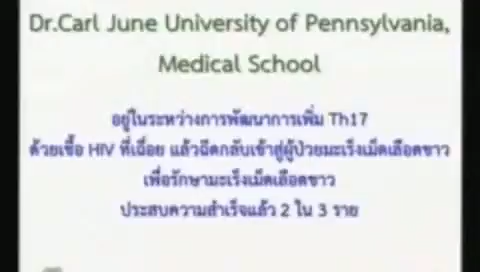 Dr.Carl June University of Pennsylvania,
Medical School
อยู่ในระหว่างการพัฒนาการเพิ่ม Th17
ด้วยเชื้อ HIV ที่เฉื่อย แล้วฉีดกลับเข้าสู่ผู้ป่วยมะเร็งเม็ดเลือดขาว
เพื่อรักษามะเร็งเม็ดเลือดขาว
ประสบความสำเร็จแล้ว 2 ใน 3 ราย